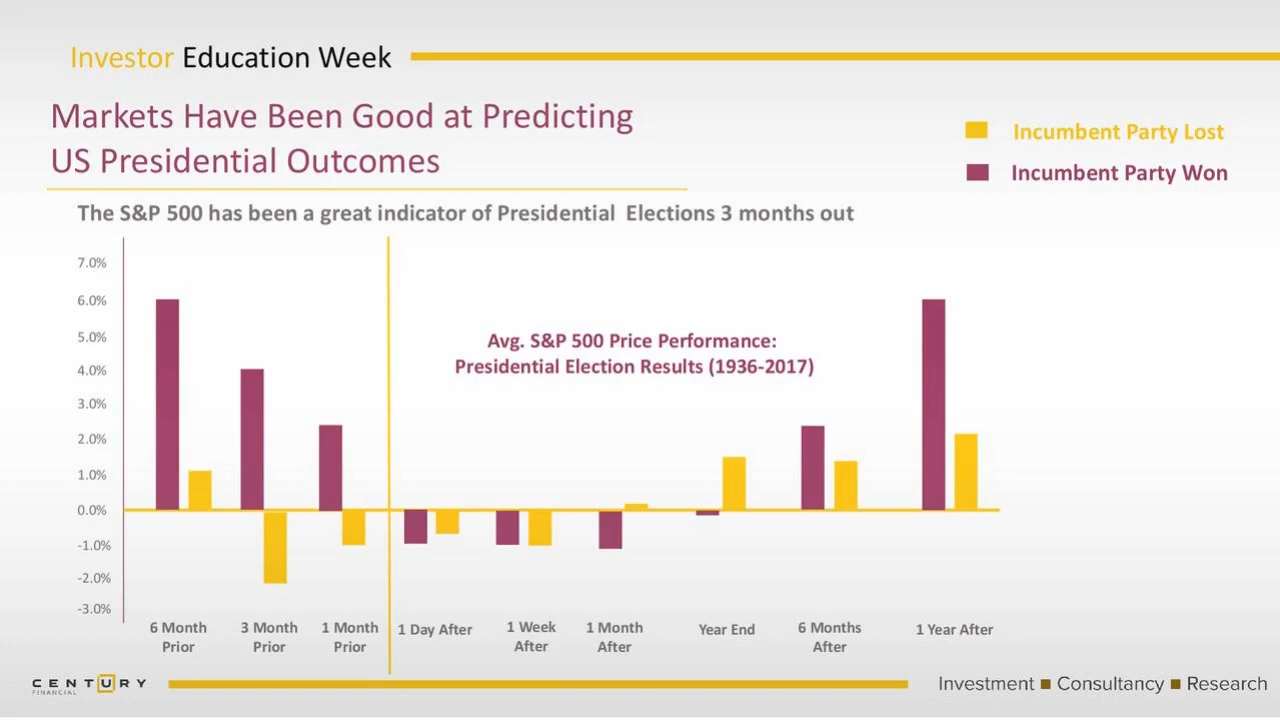 Investor Education Week
Markets Have Been Good at Predicting
US Presidential Outcomes
Incumbent Party Lost
Incumbent Party Won
The S&P 500 has been a great indicator of Presidential Elections 3 months out
7.0%
6.0%
5.0%
4.0%
3.0%
2.0%
1.0%
0.0%
-1.0%
-2.0%
-3.0%
Avg. S&P 500 Price Performance:
Presidential Election Results (1936-2017)
6 Month
Prior
3 Month
Prior
1 Month
Prior
1 Day After
1 Week
After
1 Month
After
Year End
6 Months
After
1 Year After
CENTURY
FINANCIAL
Investment ■ Consultancy ■ Research